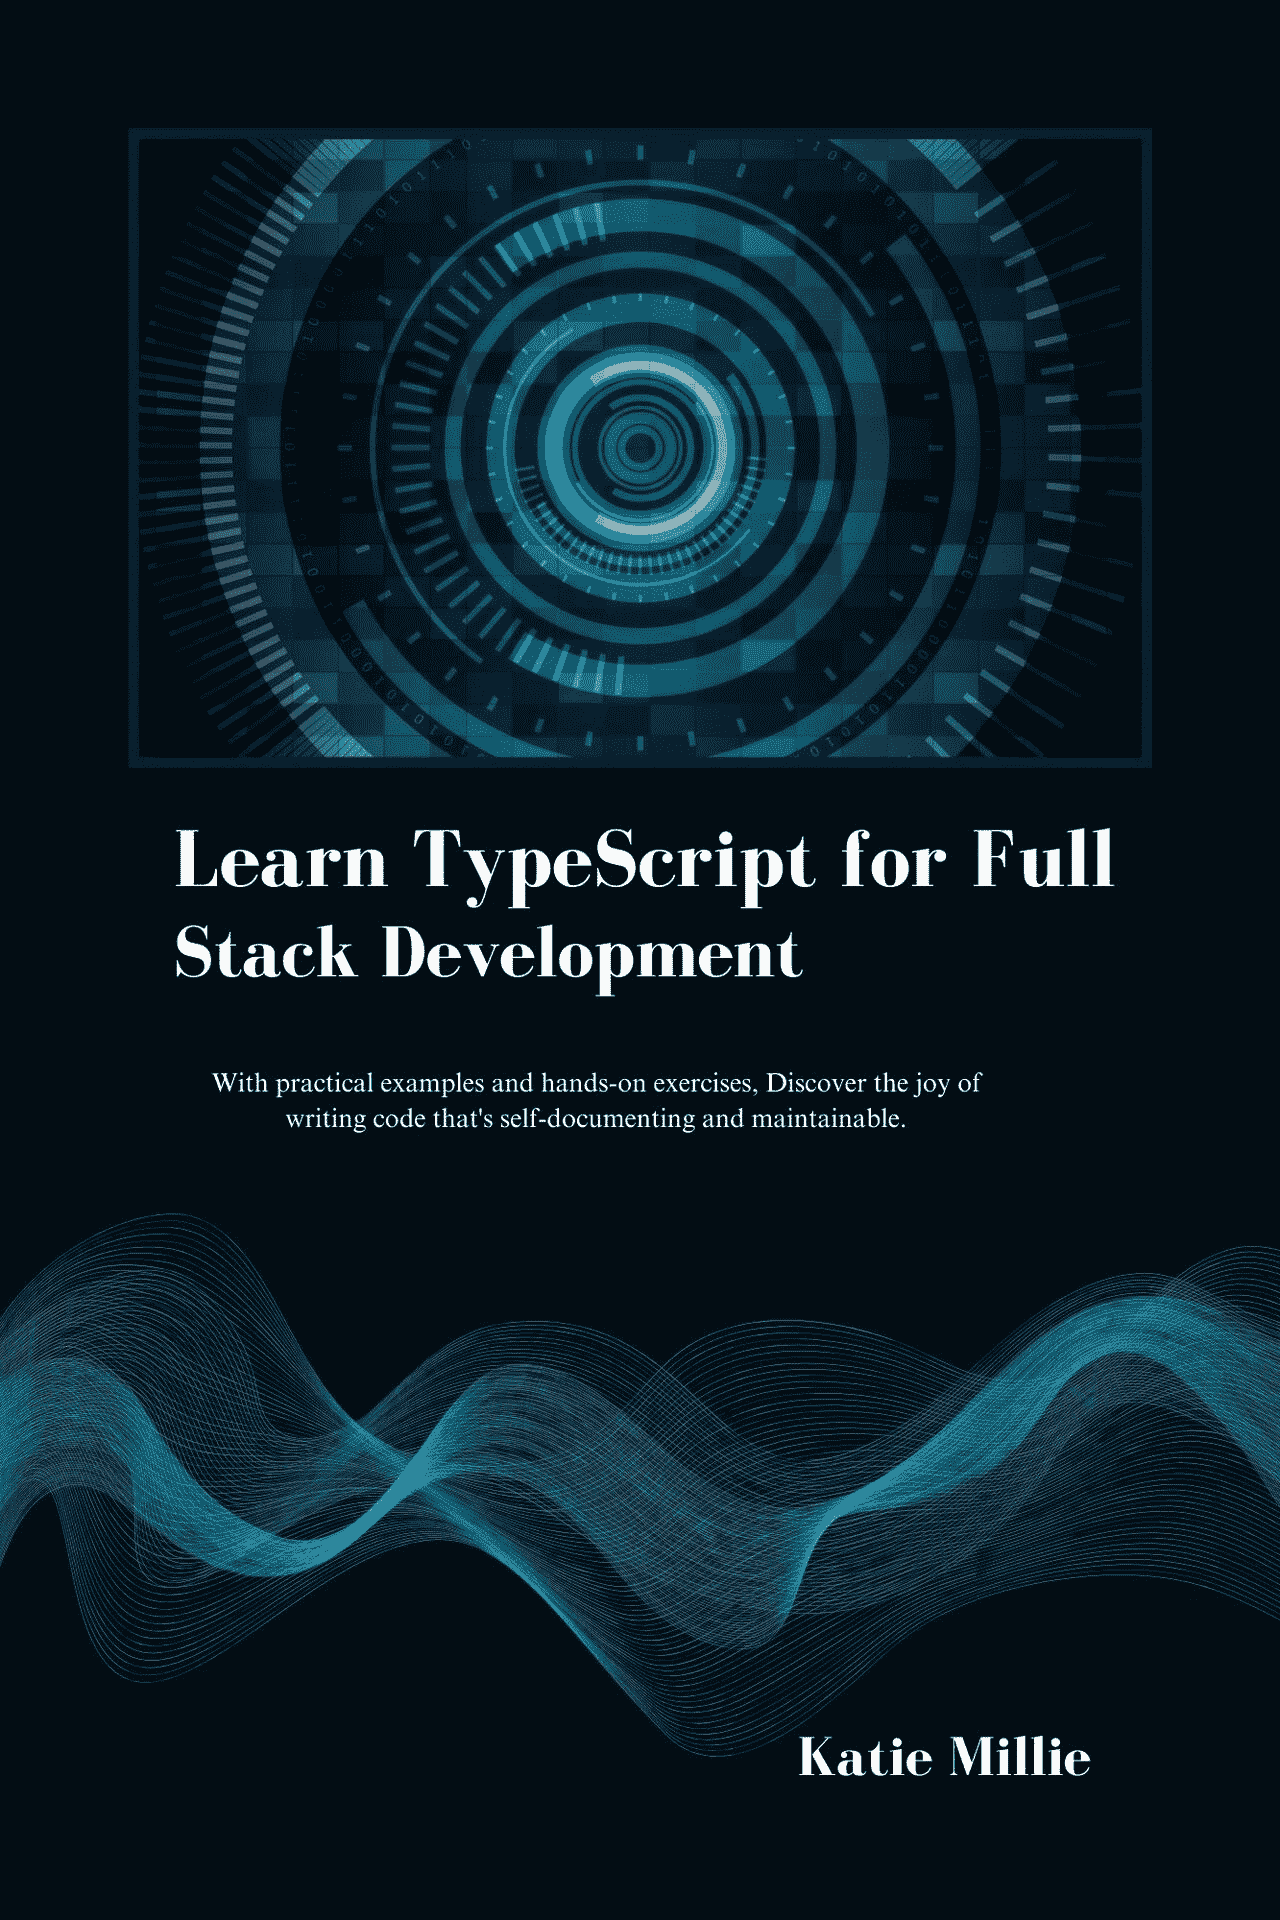 Learn TypeScript for Full
Stack Development
With practical examples and hands-on exercises, Discover the joy of
writing code that's self-documenting and maintainable.
Katie Millie